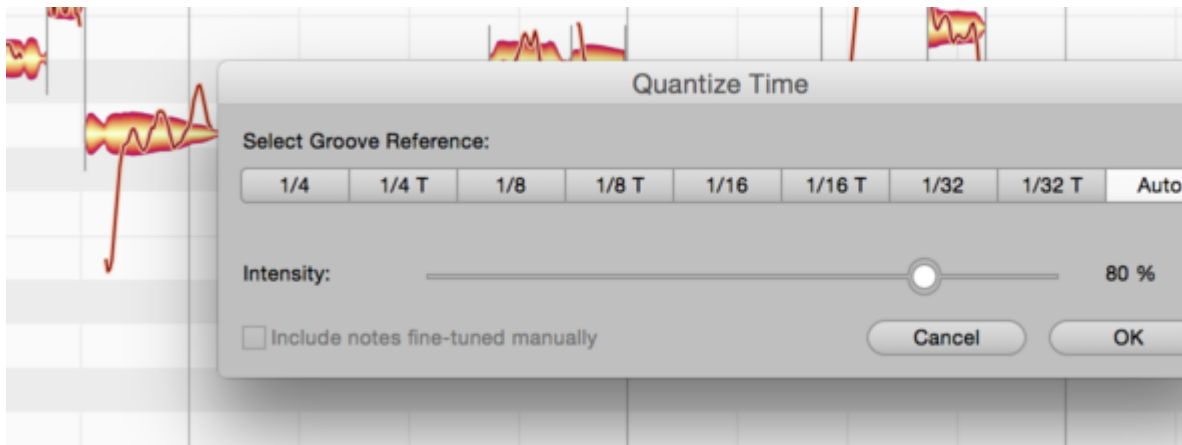 Quantize Time
Select Groove Reference:
1/4 1/4 T 1/8 1/8 T 1/16 1/16 T 1/32 1/32 T Auto
Intensity: 80 %
Include notes fine-tuned manually Cancel OK